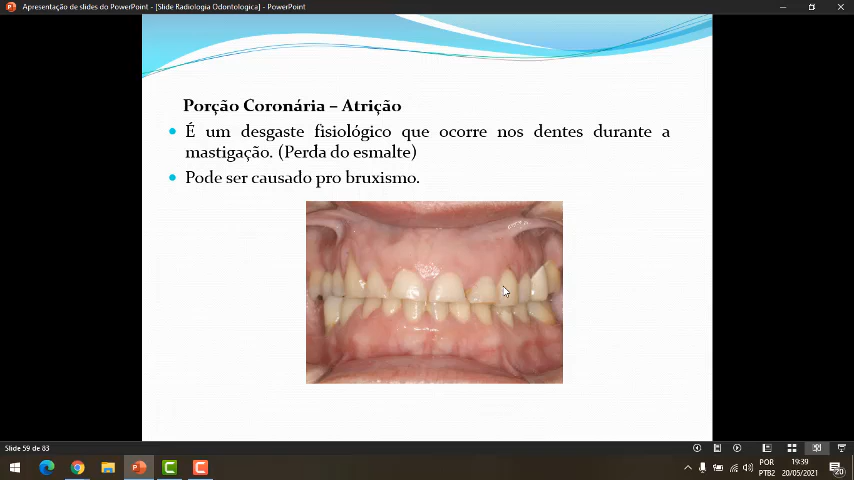 Apresentação de slides do PowerPoint - [Slide Radiologia Odontologica] - PowerPoint
Porção Coronária – Atrição
É um desgaste fisiológico que ocorre nos dentes durante a
mastigação. (Perda do esmalte)
Pode ser causado pro bruxismo.
Slide 59 de 83
POR
19:39
PTB2
20/05/2021
20